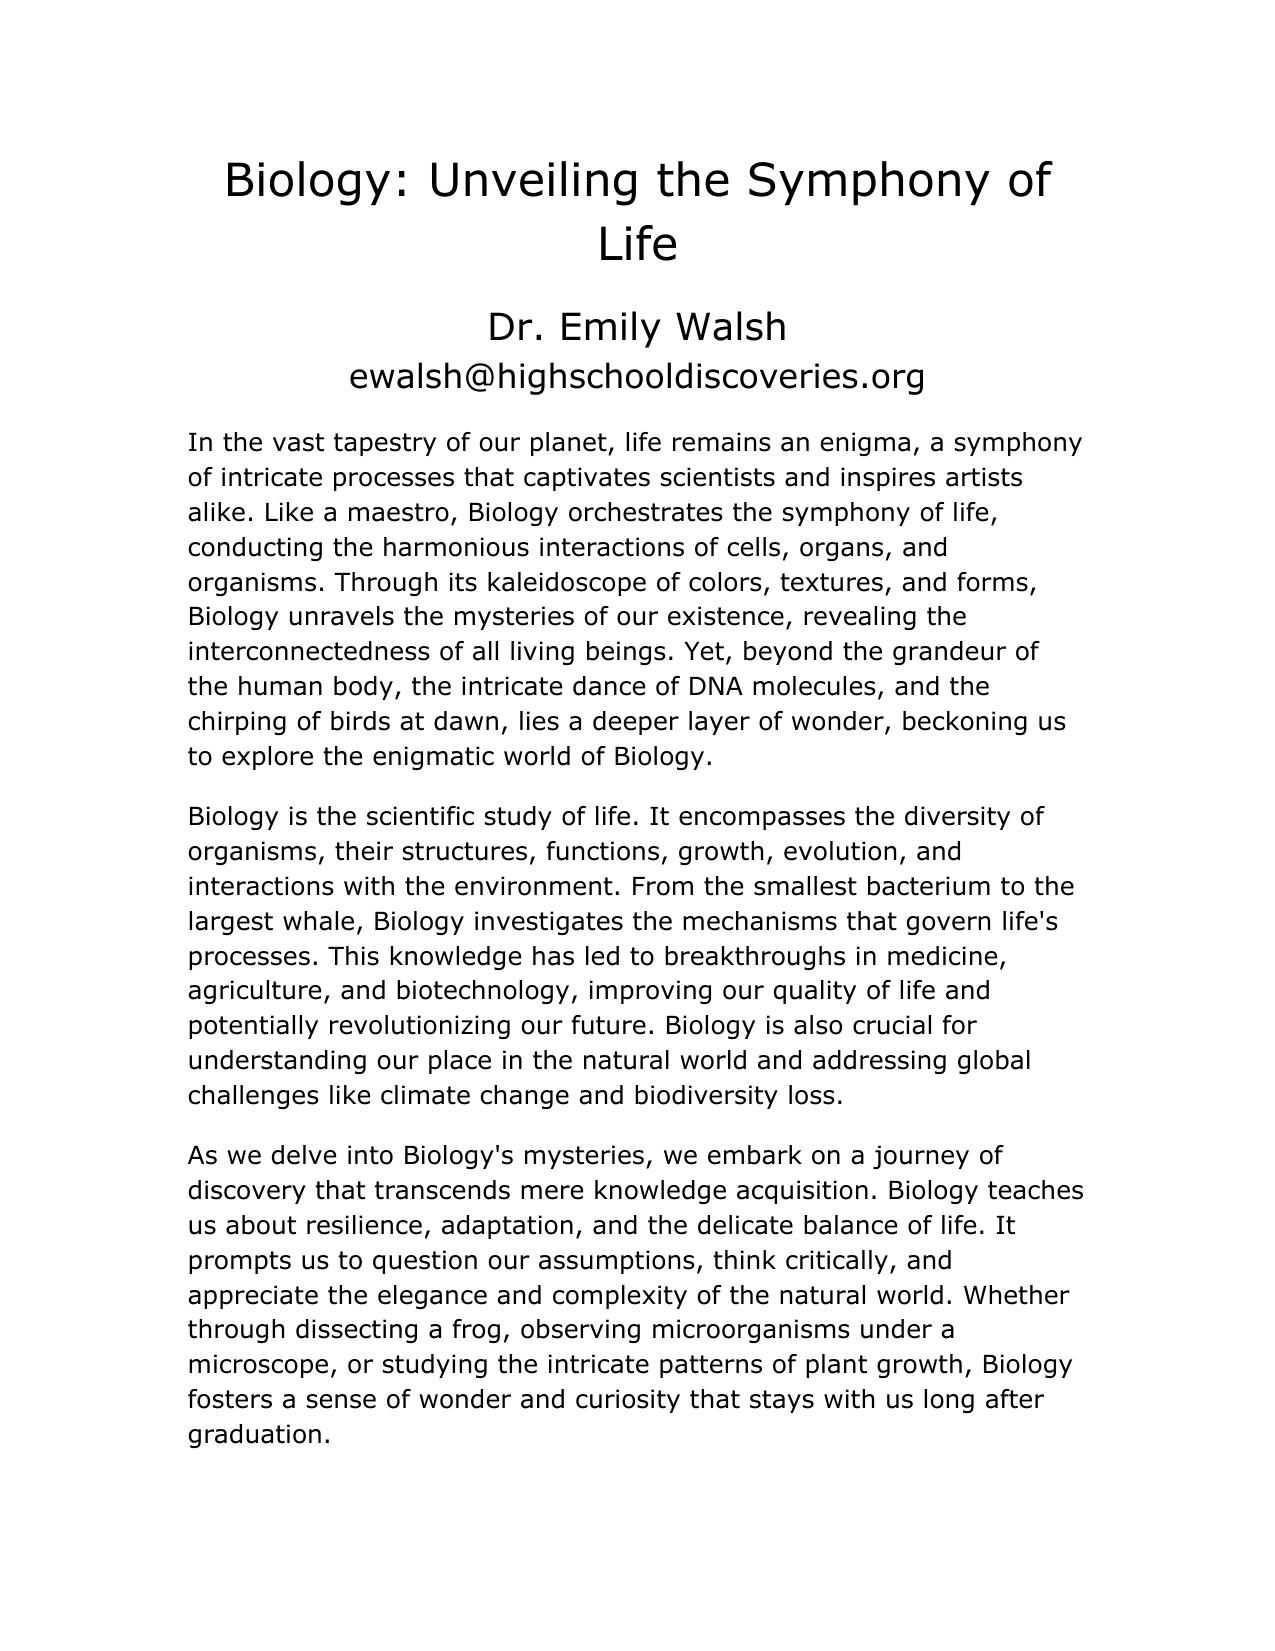 Biology: Unveiling the Symphony of
Life
Dr. Emily Walsh
ewalsh@highschooldiscoveries.org
In the vast tapestry of our planet, life remains an enigma, a symphony
of intricate processes that captivates scientists and inspires artists
alike. Like a maestro, Biology orchestrates the symphony of life,
conducting the harmonious interactions of cells, organs, and
organisms. Through its kaleidoscope of colors, textures, and forms,
Biology unravels the mysteries of our existence, revealing the
interconnectedness of all living beings. Yet, beyond the grandeur of
the human body, the intricate dance of DNA molecules, and the
chirping of birds at dawn, lies a deeper layer of wonder, beckoning us
to explore the enigmatic world of Biology.
Biology is the scientific study of life. It encompasses the diversity of
organisms, their structures, functions, growth, evolution, and
interactions with the environment. From the smallest bacterium to the
largest whale, Biology investigates the mechanisms that govern life's
processes. This knowledge has led to breakthroughs in medicine,
agriculture, and biotechnology, improving our quality of life and
potentially revolutionizing our future. Biology is also crucial for
understanding our place in the natural world and addressing global
challenges like climate change and biodiversity loss.
As we delve into Biology's mysteries, we embark on a journey of
discovery that transcends mere knowledge acquisition. Biology teaches
us about resilience, adaptation, and the delicate balance of life. It
prompts us to question our assumptions, think critically, and
appreciate the elegance and complexity of the natural world. Whether
through dissecting a frog, observing microorganisms under a
microscope, or studying the intricate patterns of plant growth, Biology
fosters a sense of wonder and curiosity that stays with us long after
graduation.